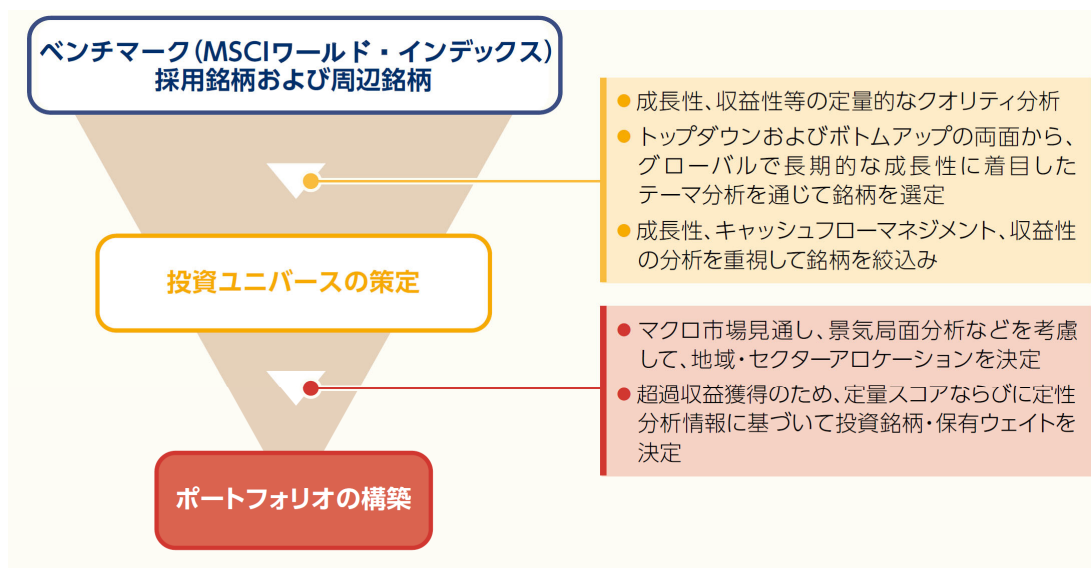 ベンチマーク(MSCIワールド・インデックス)
採用銘柄および周辺銘柄
● 成長性、収益性等の定量的なクオリティ分析
● トップダウンおよびボトムアップの両面から、
グローバルで長期的な成長性に着目した
テーマ分析を通じて銘柄を選定
● 成長性、キャッシュフローマネジメント、収益性
の分析を重視して銘柄を絞込み
投資ユニバースの策定
● マクロ市場見通し、景気局面分析などを考慮
して、地域・セクターアロケーションを決定
● 超過収益獲得のため、定量スコアならびに定性
分析情報に基づいて投資銘柄・保有ウェイトを
決定
ポートフォリオの構築